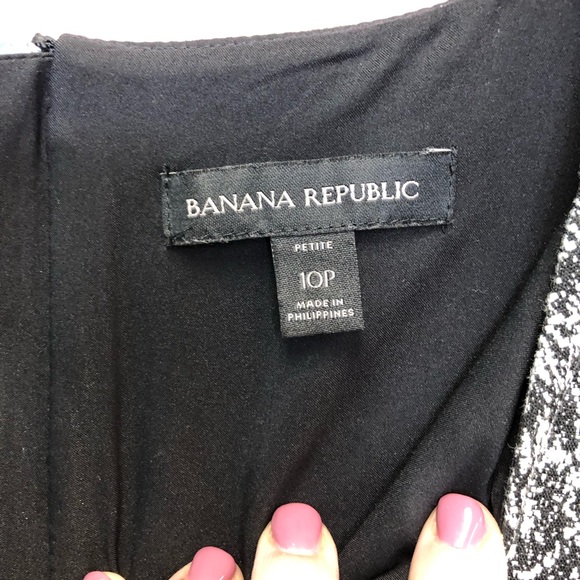 BANANA REPUBLIC
PETITE
10P
MADE IN
PHILIPPINES